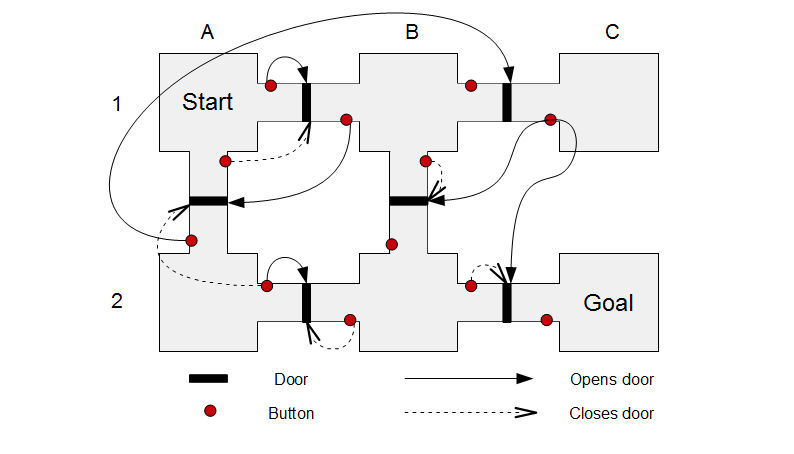 A B C
1
Start
2
Goal
Door Opens door
Button Closes door